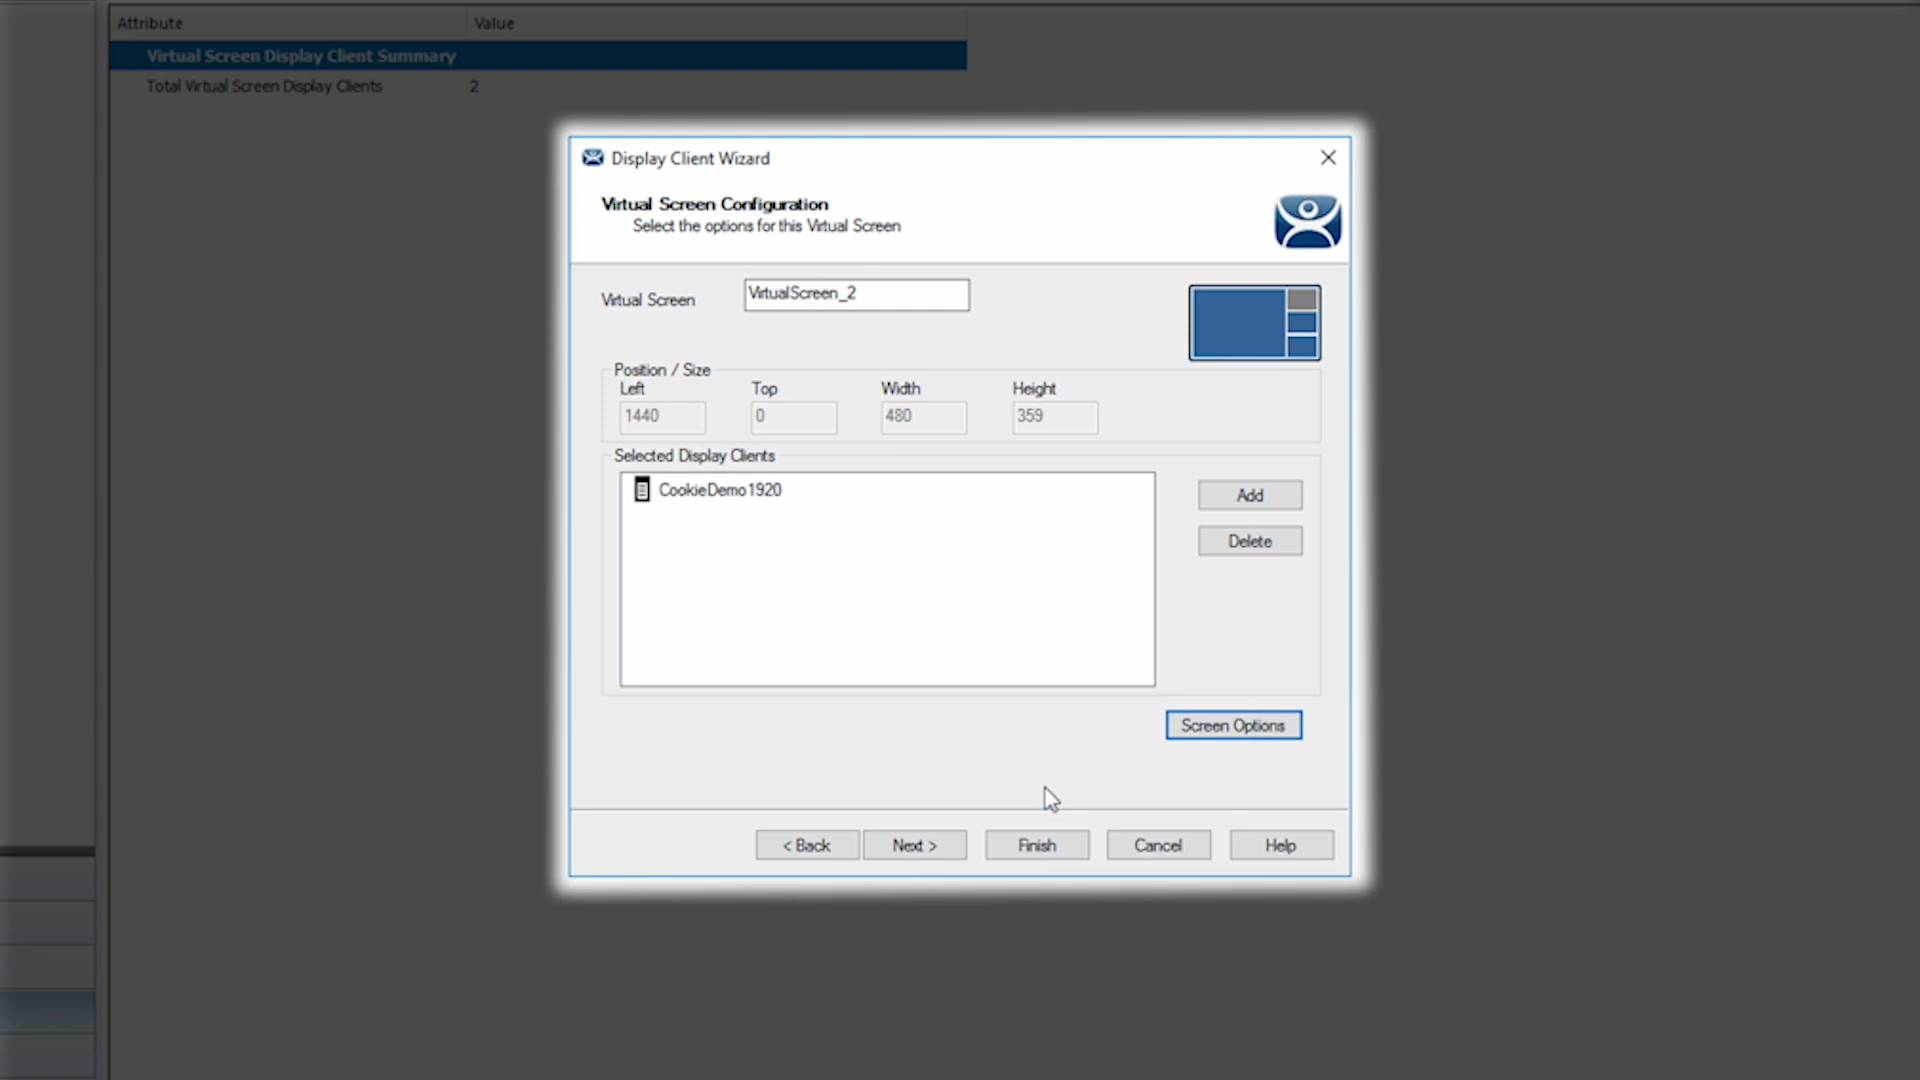 Attribute Value
Virtual Screen Display Client Summary
Total Virtual Screen Display Clients 2
Display Client Wizard
Virtual Screen Configuration
Select the options for this Virtual Screen
Virtual Screen VirtualScreen_2
Position / Size
Left Top Width Height
1440 0 480 359
Selected Display Clients
CookieDemo1920
Add
Delete
Screen Options
< Back Next > Finish Cancel Help